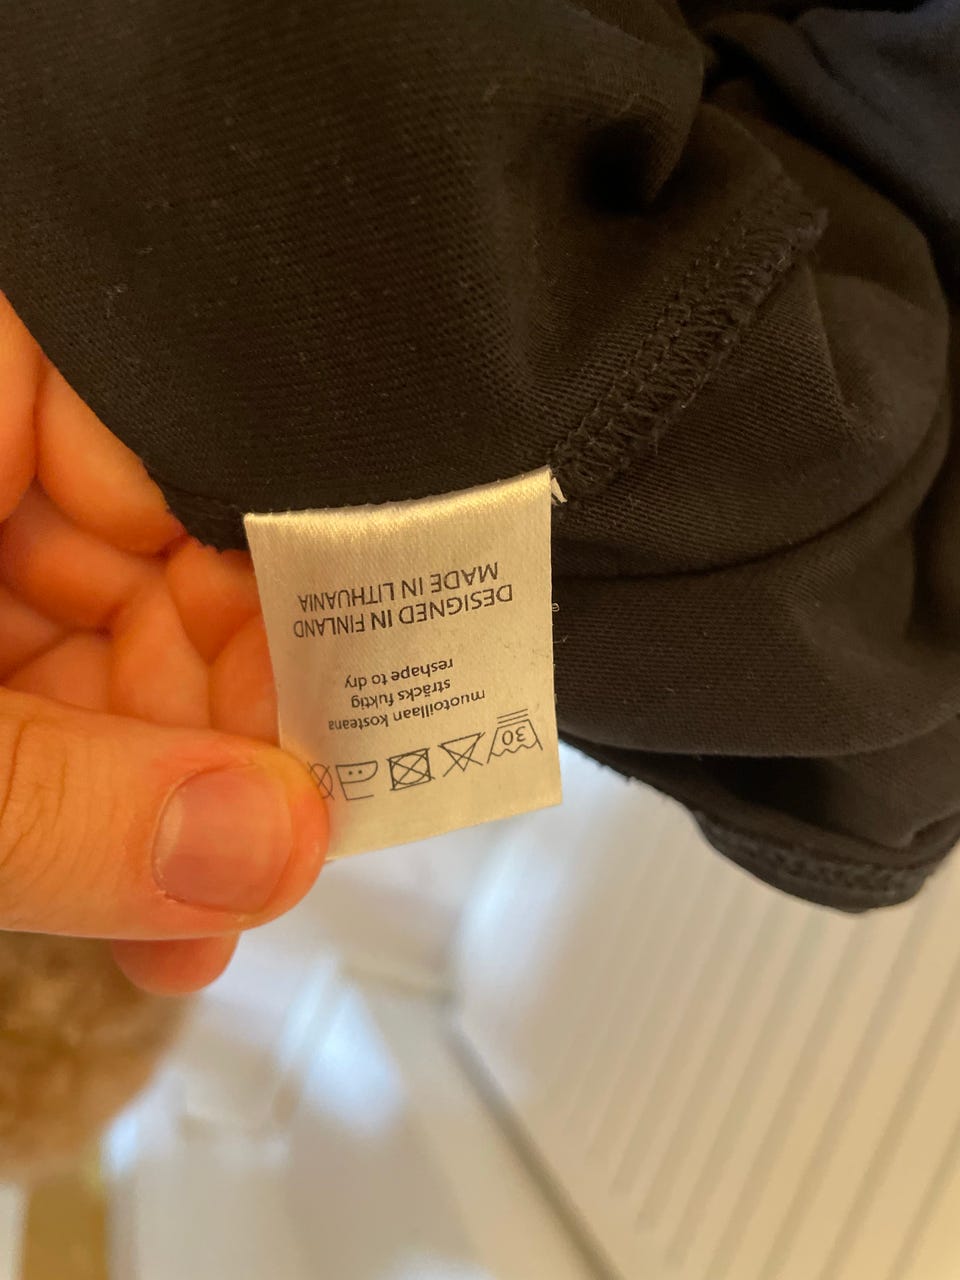 30
muotoillaan kosteana
sträcks fuktig
reshape to dry
DESIGNED IN FINLAND
MADE IN LITHUANIA